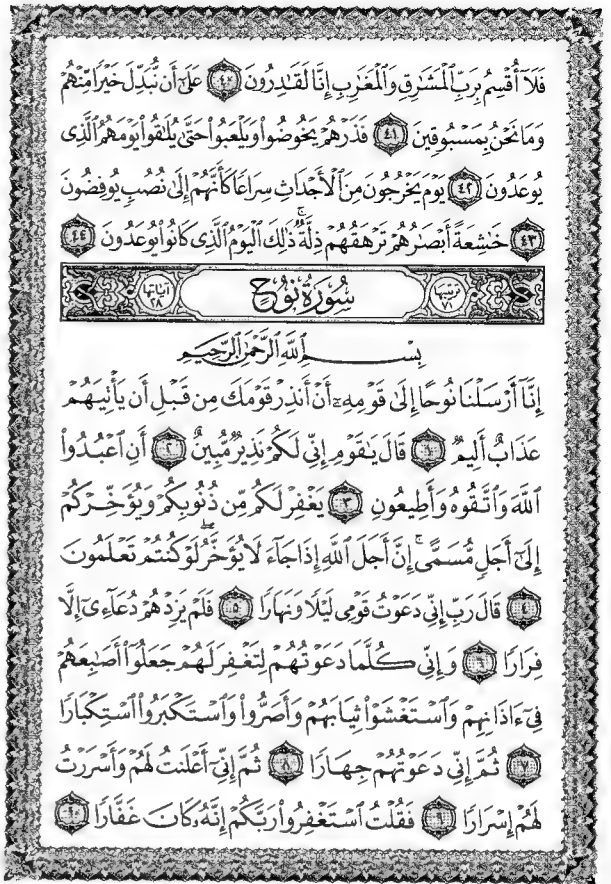 فَلَآ أُقْسِمُ بِرَبِّ ٱلْمَشَٰرِقِ وَٱلْمَغَٰرِبِ إِنَّا لَقَٰدِرُونَ ٤٠ عَلَىٰٓ أَن نُّبَدِّلَ خَيْرًا مِّنْهُمْ
وَمَا نَحْنُ بِمَسْبُوقِينَ ٤١ فَذَرْهُمْ يَخُوضُوا۟ وَيَلْعَبُوا۟ حَتَّىٰ يُلَٰقُوا۟ يَوْمَهُمُ ٱلَّذِى
يُوعَدُونَ ٤٢ يَوْمَ يَخْرُجُونَ مِنَ ٱلْأَجْدَاثِ سِرَاعًا كَأَنَّهُمْ إِلَىٰ نُصُبٍ يُوفِضُونَ
٤٣ خَٰشِعَةً أَبْصَٰرُهُمْ تَرْهَقُهُمْ ذِلَّةٌ ۚ ذَٰلِكَ ٱلْيَوْمُ ٱلَّذِى كَانُوا۟ يُوعَدُونَ ٤٤
ترتيبها ٧١ سُورَةُ نُوحٍ آياتها ٢٨
بِسْمِ ٱللَّهِ ٱلرَّحْمَٰنِ ٱلرَّحِيمِ
إِنَّآ أَرْسَلْنَا نُوحًا إِلَىٰ قَوْمِهِۦٓ أَنْ أَنذِرْ قَوْمَكَ مِن قَبْلِ أَن يَأْتِيَهُمْ
عَذَابٌ أَلِيمٌ ١ قَالَ يَٰقَوْمِ إِنِّى لَكُمْ نَذِيرٌ مُّبِينٌ ٢ أَنِ ٱعْبُدُوا۟
ٱللَّهَ وَٱتَّقُوهُ وَأَطِيعُونِ ٣ يَغْفِرْ لَكُم مِّن ذُنُوبِكُمْ وَيُؤَخِّرْكُمْ
إِلَىٰٓ أَجَلٍ مُّسَمًّى ۚ إِنَّ أَجَلَ ٱللَّهِ إِذَا جَآءَ لَا يُؤَخَّرُ ۖ لَوْ كُنتُمْ تَعْلَمُونَ
٤ قَالَ رَبِّ إِنِّى دَعَوْتُ قَوْمِى لَيْلًا وَنَهَارًا ٥ فَلَمْ يَزِدْهُمْ دُعَآءِىٓ إِلَّا
فِرَارًا ٦ وَإِنِّى كُلَّمَا دَعَوْتُهُمْ لِتَغْفِرَ لَهُمْ جَعَلُوٓا۟ أَصَٰبِعَهُمْ
فِىٓ ءَاذَانِهِمْ وَٱسْتَغْشَوْا۟ ثِيَابَهُمْ وَأَصَرُّوا۟ وَٱسْتَكْبَرُوا۟ ٱسْتِكْبَارًا
٧ ثُمَّ إِنِّى دَعَوْتُهُمْ جِهَارًا ٨ ثُمَّ إِنِّىٓ أَعْلَنتُ لَهُمْ وَأَسْرَرْتُ
لَهُمْ إِسْرَارًا ٩ فَقُلْتُ ٱسْتَغْفِرُوا۟ رَبَّكُمْ إِنَّهُۥ كَانَ غَفَّارًا ١٠